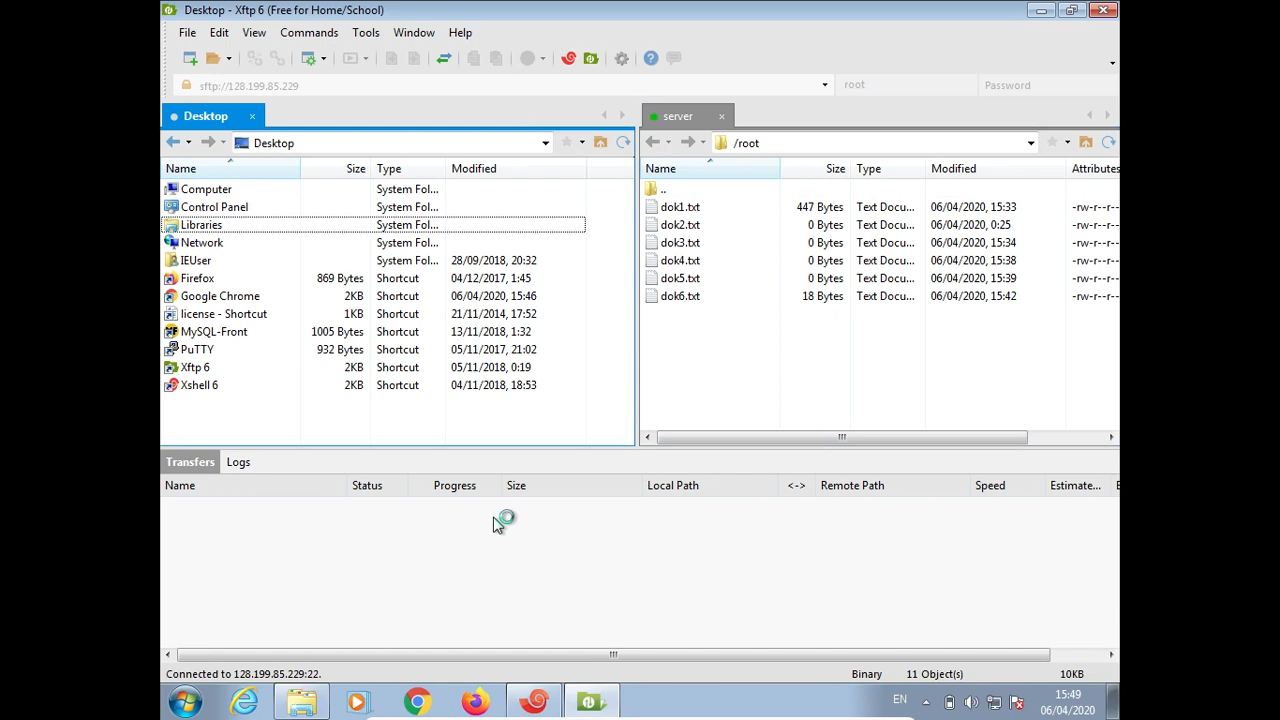 Desktop - Xftp 6 (Free for Home/School)
File Edit View Commands Tools Window Help
sftp://128.199.85.229 root Password
Desktop × server ×
Desktop /root
Name Size Type Modified
Computer System Fol...
Control Panel System Fol...
Libraries System Fol...
Network System Fol...
IEUser System Fol... 28/09/2018, 20:32
Firefox 869 Bytes Shortcut 04/12/2017, 1:45
Google Chrome 2KB Shortcut 06/04/2020, 15:46
license - Shortcut 1KB Shortcut 21/11/2014, 17:52
MySQL-Front 1005 Bytes Shortcut 13/11/2018, 1:32
PuTTY 932 Bytes Shortcut 05/11/2017, 21:02
Xftp 6 2KB Shortcut 05/11/2018, 0:19
Xshell 6 2KB Shortcut 04/11/2018, 18:53
Name Size Type Modified Attributes
..
dok1.txt 447 Bytes Text Docu... 06/04/2020, 15:33 -rw-r--r--
dok2.txt 0 Bytes Text Docu... 06/04/2020, 0:25 -rw-r--r--
dok3.txt 0 Bytes Text Docu... 06/04/2020, 15:34 -rw-r--r--
dok4.txt 0 Bytes Text Docu... 06/04/2020, 15:38 -rw-r--r--
dok5.txt 0 Bytes Text Docu... 06/04/2020, 15:39 -rw-r--r--
dok6.txt 18 Bytes Text Docu... 06/04/2020, 15:42 -rw-r--r--
Transfers Logs
Name Status Progress Size Local Path <-> Remote Path Speed Estimate... E
Connected to 128.199.85.229:22. Binary 11 Object(s) 10KB
EN 15:49
06/04/2020